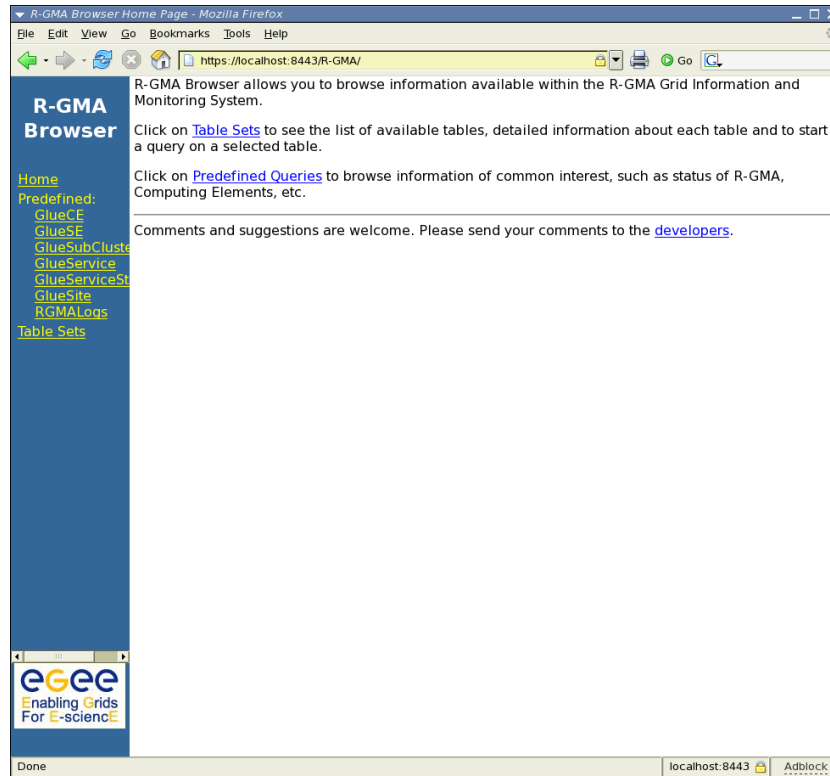 R-GMA Browser Home Page - Mozilla Firefox
File Edit View Go Bookmarks Tools Help
https://localhost:8443/R-GMA/ Go G
R-GMA
Browser
Home
Predefined:
GlueCE
GlueSE
GlueSubCluste
GlueService
GlueServiceSt
GlueSite
RGMALogs
Table Sets
R-GMA Browser allows you to browse information available within the R-GMA Grid Information and
Monitoring System.
Click on Table Sets to see the list of available tables, detailed information about each table and to start
a query on a selected table.
Click on Predefined Queries to browse information of common interest, such as status of R-GMA,
Computing Elements, etc.
Comments and suggestions are welcome. Please send your comments to the developers.
eGee
Enabling Grids
For E-sciencE
Done localhost:8443 Adblock